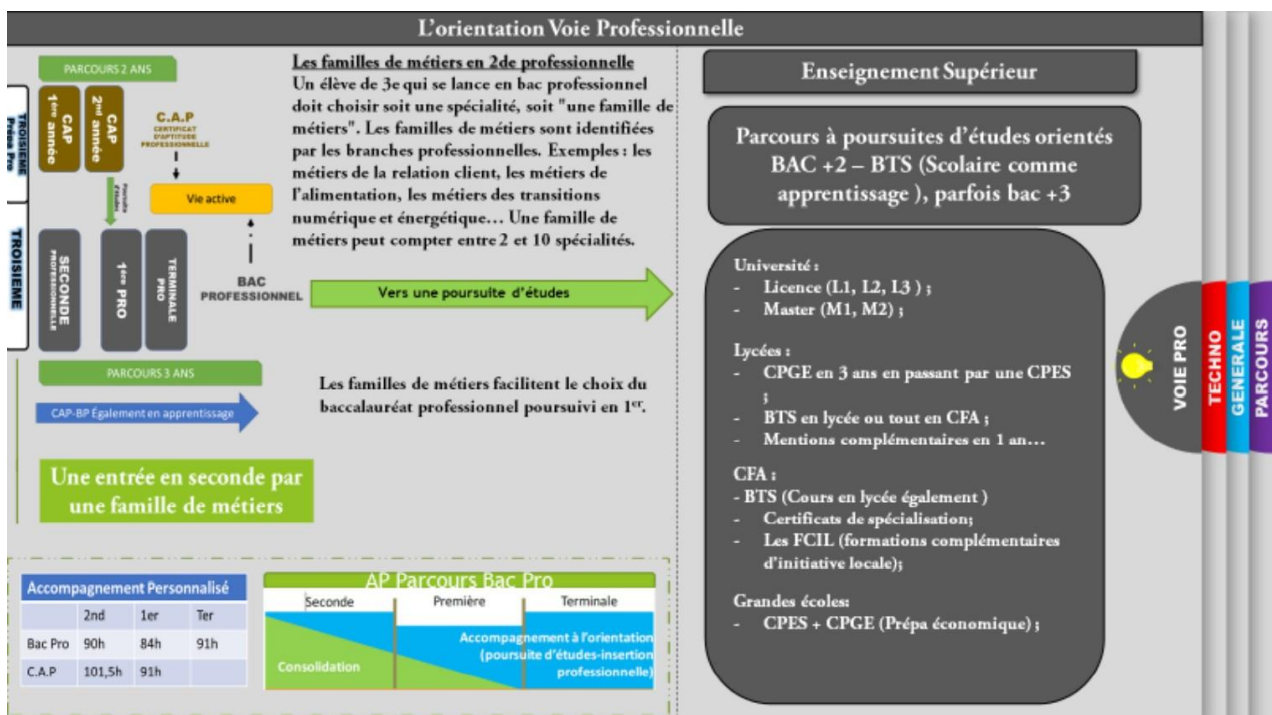 L'orientation Voie Professionnelle
PARCOURS 2 ANS
TROISIEME
Prépa Pro
CAP
1ère année
CAP
2nd année
C.A.P
CERTIFICAT
D'APTITUDE
PROFESSIONNELLE
Poursuite
d'études
Vie active
TROISIEME
SECONDE
PROFESSIONNELLE
1ère PRO
TERMINALE
PRO
BAC
PROFESSIONNEL
PARCOURS 3 ANS
CAP-BP Également en apprentissage
Une entrée en seconde par
une famille de métiers
Les familles de métiers en 2de professionnelle
Un élève de 3e qui se lance en bac professionnel
doit choisir soit une spécialité, soit "une famille de
métiers". Les familles de métiers sont identifiées
par les branches professionnelles. Exemples : les
métiers de la relation client, les métiers de
l'alimentation, les métiers des transitions
numérique et énergétique… Une famille de
métiers peut compter entre 2 et 10 spécialités.
Vers une poursuite d'études
Les familles de métiers facilitent le choix du
baccalauréat professionnel poursuivi en 1er.
Accompagnement Personnalisé
2nd 1er Ter
Bac Pro 90h 84h 91h
C.A.P 101,5h 91h
AP Parcours Bac Pro
Seconde Première Terminale
Consolidation
Accompagnement à l'orientation
(poursuite d'études-insertion
professionnelle)
Enseignement Supérieur
Parcours à poursuites d'études orientés
BAC +2 – BTS (Scolaire comme
apprentissage ), parfois bac +3
Université :
- Licence (L1, L2, L3 ) ;
- Master (M1, M2) ;
Lycées :
- CPGE en 3 ans en passant par une CPES
;
- BTS en lycée ou tout en CFA ;
- Mentions complémentaires en 1 an…
CFA :
- BTS (Cours en lycée également )
- Certificats de spécialisation;
- Les FCIL (formations complémentaires
d'initiative locale);
Grandes écoles:
- CPES + CPGE (Prépa économique) ;
VOIE PRO
TECHNO
GENERALE
PARCOURS